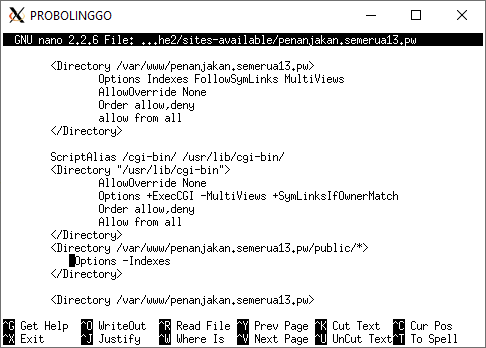 PROBOLINGGO
GNU nano 2.2.6 File: ...he2/sites-available/penanjakan.semerua13.pw
<Directory /var/www/penanjakan.semerua13.pw>
Options Indexes FollowSymLinks MultiViews
AllowOverride None
Order allow,deny
allow from all
</Directory>
ScriptAlias /cgi-bin/ /usr/lib/cgi-bin/
<Directory "/usr/lib/cgi-bin">
AllowOverride None
Options +ExecCGI -MultiViews +SymLinksIfOwnerMatch
Order allow,deny
Allow from all
</Directory>
<Directory /var/www/penanjakan.semerua13.pw/public/*>
Options -Indexes
</Directory>
<Directory /var/www/penanjakan.semerua13.pw>
^G Get Help ^O WriteOut ^R Read File ^Y Prev Page ^K Cut Text ^C Cur Pos
^X Exit ^J Justify ^W Where Is ^V Next Page ^U UnCut Text ^T To Spell